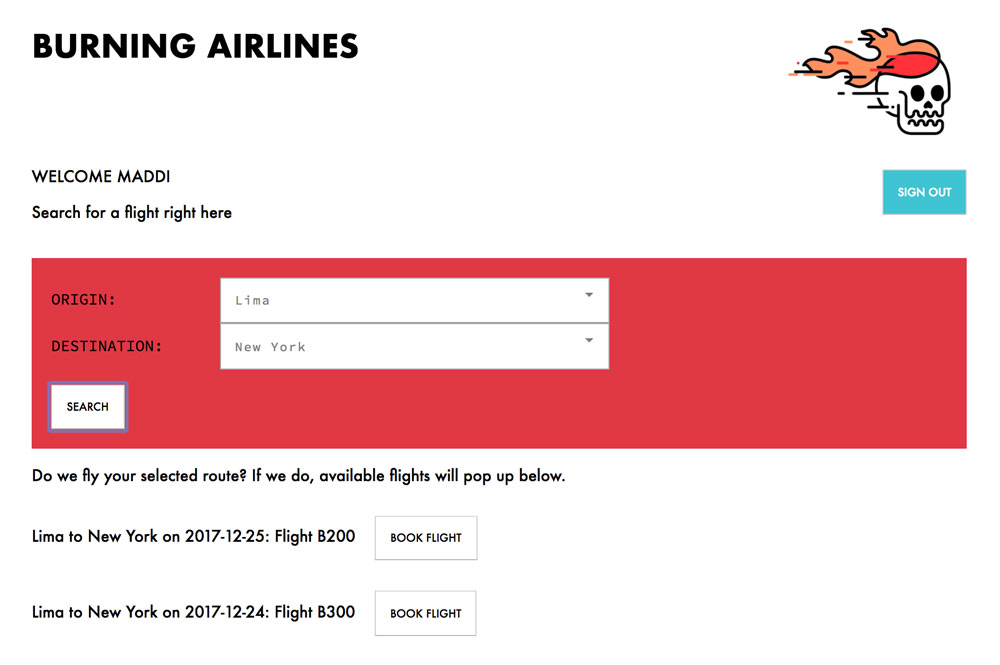 BURNING AIRLINES
WELCOME MADDI
SIGN OUT
Search for a flight right here
ORIGIN:
Lima
DESTINATION:
New York
SEARCH
Do we fly your selected route? If we do, available flights will pop up below.
Lima to New York on 2017-12-25: Flight B200
BOOK FLIGHT
Lima to New York on 2017-12-24: Flight B300
BOOK FLIGHT